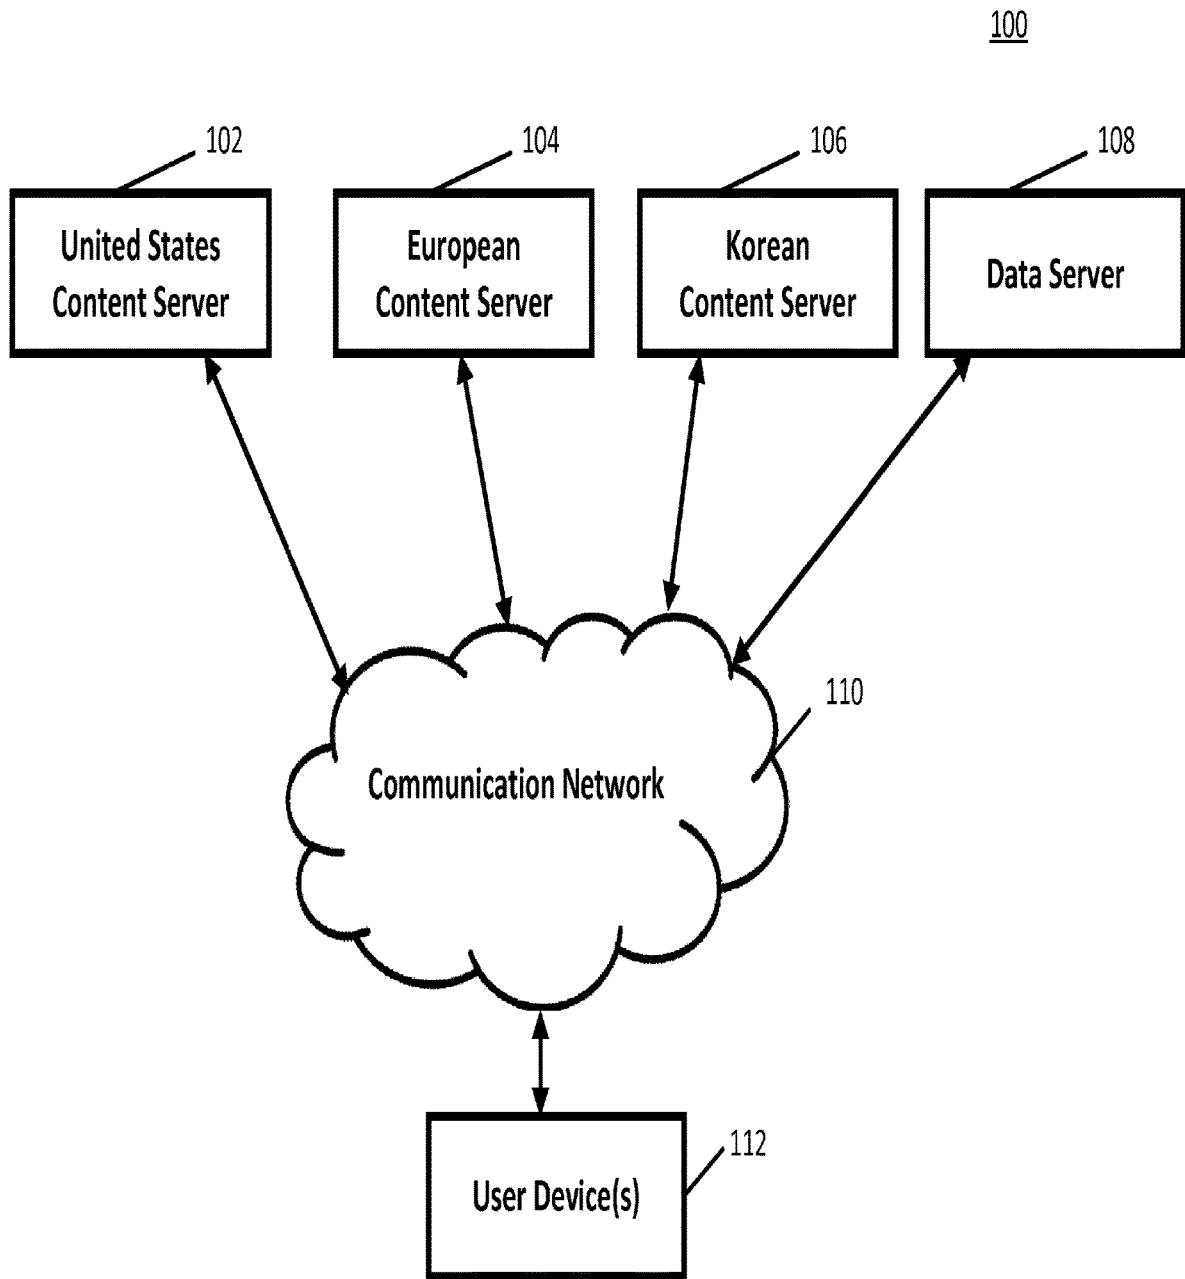 100
102
104
106
108
United States
Content Server
European
Content Server
Korean
Content Server
Data Server
110
Communication Network
112
User Device(s)